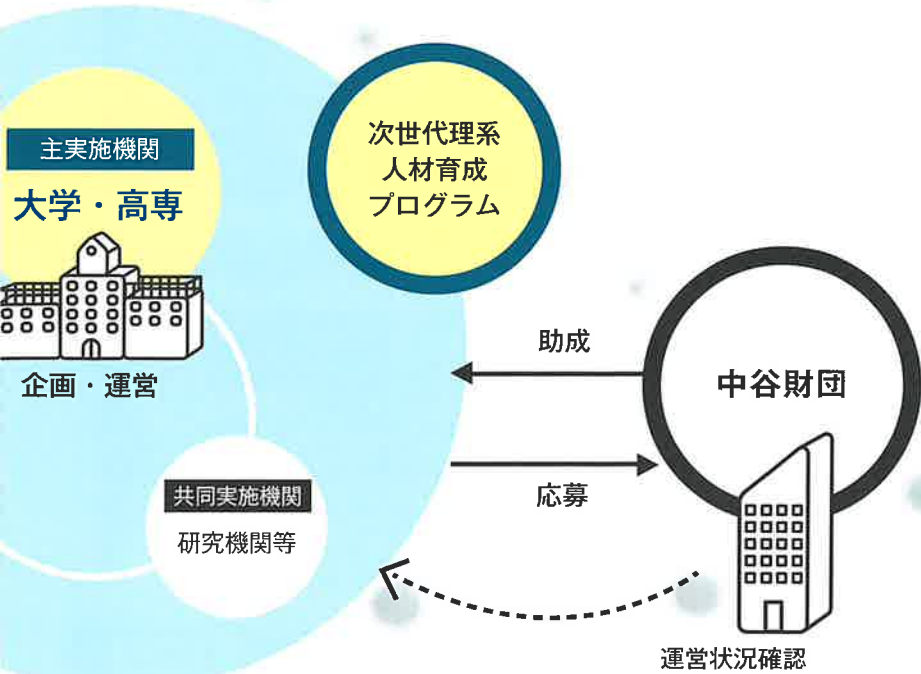 主実施機関
大学・高専
企画・運営
共同実施機関
研究機関等
次世代理系
人材育成
プログラム
助成
応募
中谷財団
運営状況確認